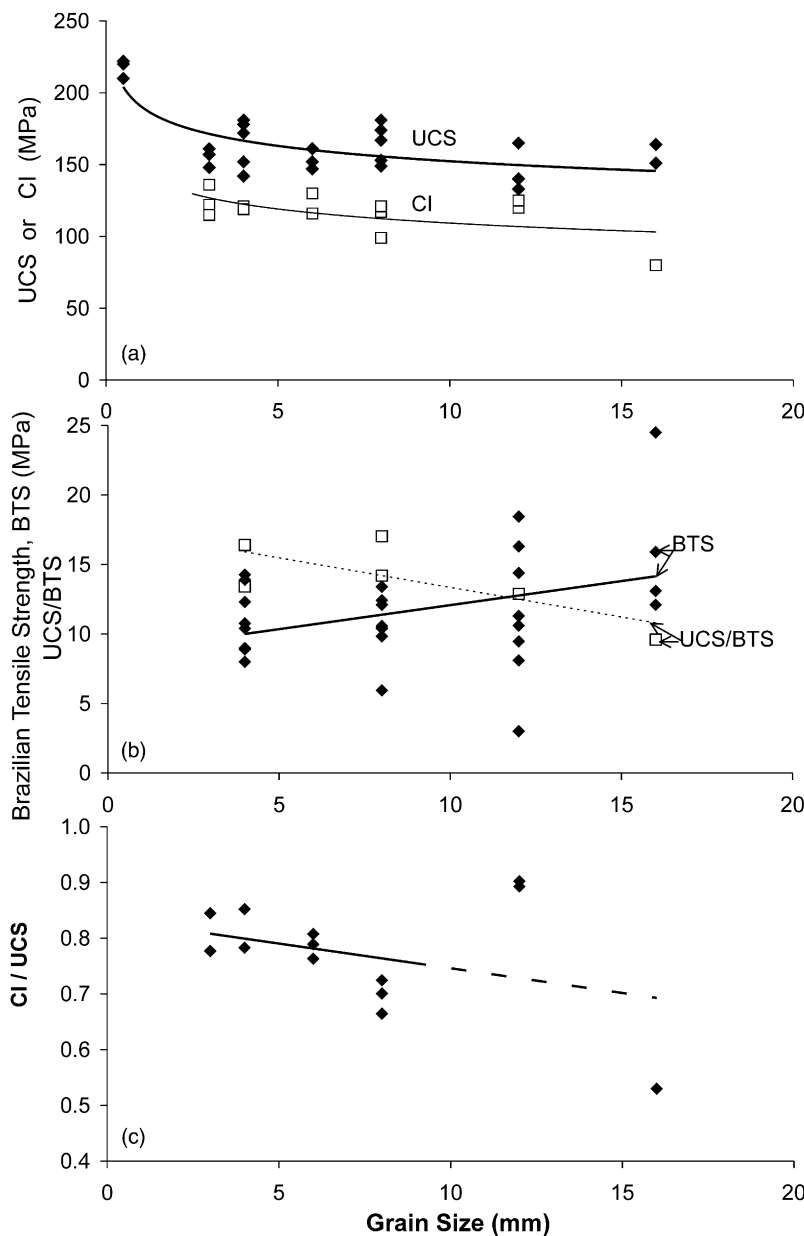 250
200
150
100
50
0
UCS or CI (MPa)
UCS
CI
(a)
0 5 10 15 20
25
20
15
10
5
0
Brazilian Tensile Strength, BTS (MPa)
UCS/BTS
BTS
UCS/BTS
(b)
0 5 10 15 20
1.0
0.9
0.8
0.7
0.6
0.5
0.4
CI / UCS
(c)
0 5 10 15 20
Grain Size (mm)